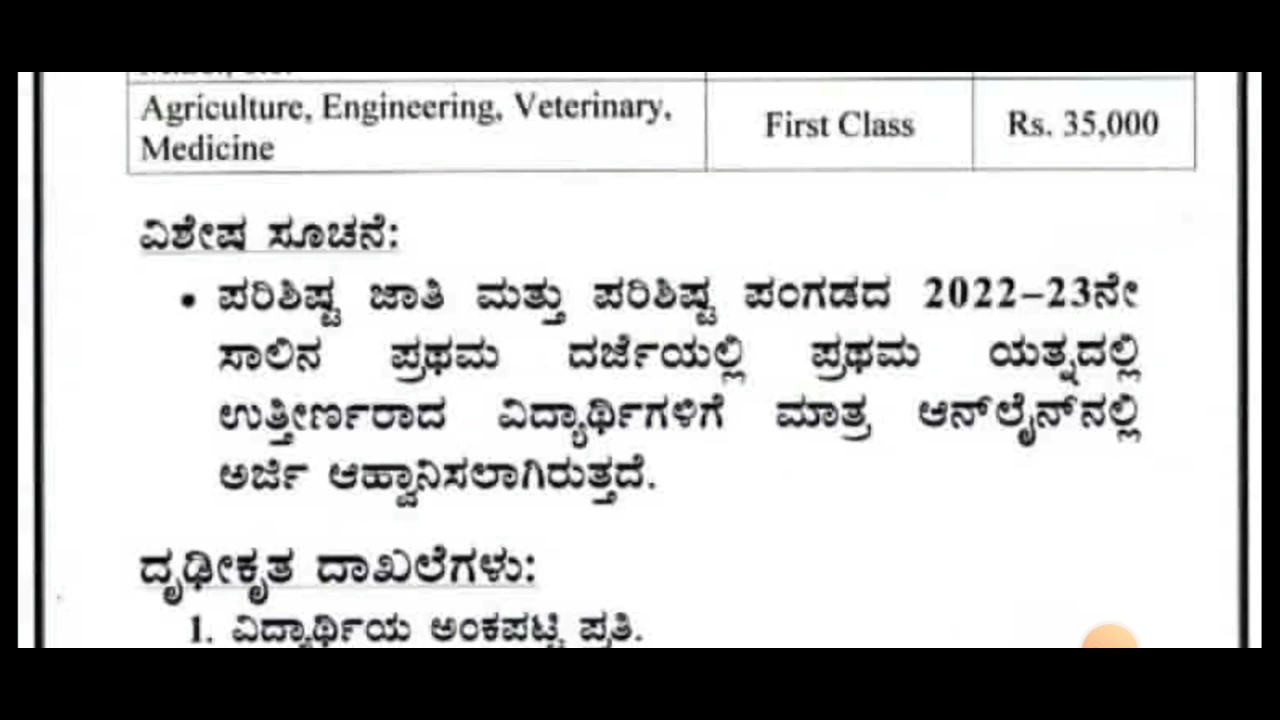 Agriculture, Engineering, Veterinary,
Medicine
First Class
Rs. 35,000
ವಿಶೇಷ ಸೂಚನೆ:
• ಪರಿಶಿಷ್ಟ ಜಾತಿ ಮತ್ತು ಪರಿಶಿಷ್ಟ ಪಂಗಡದ 2022–23ನೇ
ಸಾಲಿನ ಪ್ರಥಮ ದರ್ಜೆಯಲ್ಲಿ ಪ್ರಥಮ ಯತ್ನದಲ್ಲಿ
ಉತ್ತೀರ್ಣರಾದ ವಿದ್ಯಾರ್ಥಿಗಳಿಗೆ ಮಾತ್ರ ಆನ್‌ಲೈನ್‌ನಲ್ಲಿ
ಅರ್ಜಿ ಆಹ್ವಾನಿಸಲಾಗಿರುತ್ತದೆ.
ದೃಢೀಕೃತ ದಾಖಲೆಗಳು:
1. ವಿದ್ಯಾರ್ಥಿಯ ಅಂಕಪಟ್ಟಿ ಪ್ರತಿ.